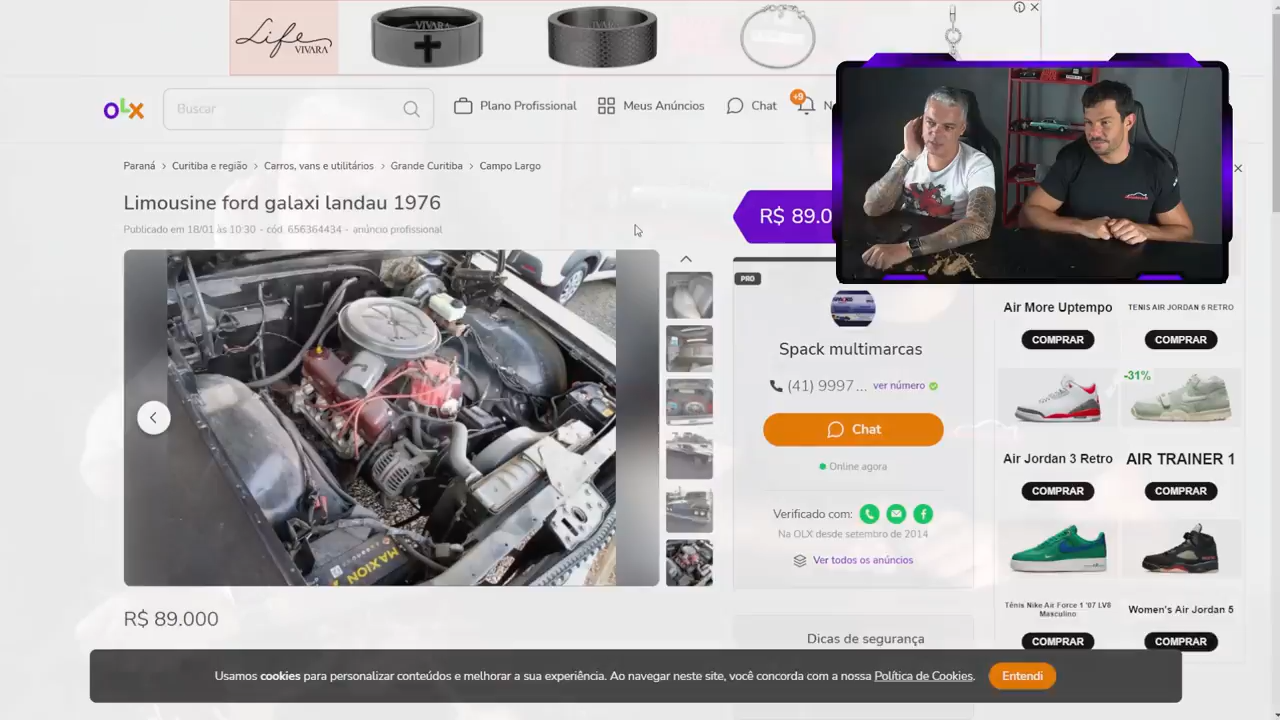 Life
VIVARA
VIVARA
OLX
Buscar
Plano Profissional
Meus Anúncios
Chat
+9
N
Paraná > Curitiba e região > Carros, vans e utilitários > Grande Curitiba > Campo Largo
Limousine ford galaxi landau 1976
Publicado em 18/01 às 10:30 - cód. 656364434 - anúncio profissional
R$ 89.0
PRO
Spack multimarcas
(41) 9997... ver número
Chat
Online agora
Verificado com:
Na OLX desde setembro de 2014
Ver todos os anúncios
Dicas de segurança
MAXION
R$ 89.000
Air More Uptempo
TENIS AIR JORDAN 6 RETRO
COMPRAR
COMPRAR
-31%
Air Jordan 3 Retro
AIR TRAINER 1
COMPRAR
COMPRAR
Tênis Nike Air Force 1 '07 LV8
Masculino
Women's Air Jordan 5
COMPRAR
COMPRAR
Usamos cookies para personalizar conteúdos e melhorar a sua experiência. Ao navegar neste site, você concorda com a nossa Política de Cookies.
Entendi